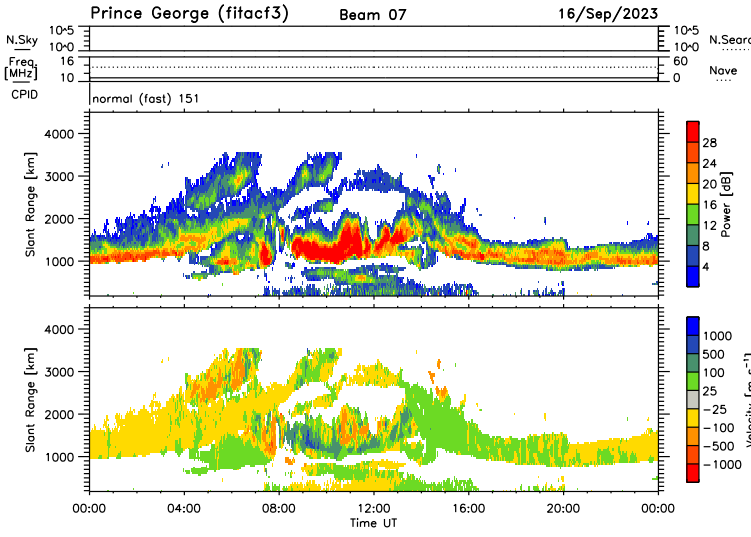 Prince George (fitacf3) Beam 07 16/Sep/2023
10^5 10^5
N.Sky N.Sear
10^0 10^0
Freq. 16 60
[MHz] Nave
10 0
CPID normal (fast) 151
4000
3000
2000
1000
Slant Range [km]
28
24
20
16
12
8
4
Power [dB]
4000
3000
2000
1000
Slant Range [km]
1000
500
100
25
-25
-100
-500
-1000
Velocity [m s^-1]
00:00 04:00 08:00 12:00 16:00 20:00 00:00
Time UT